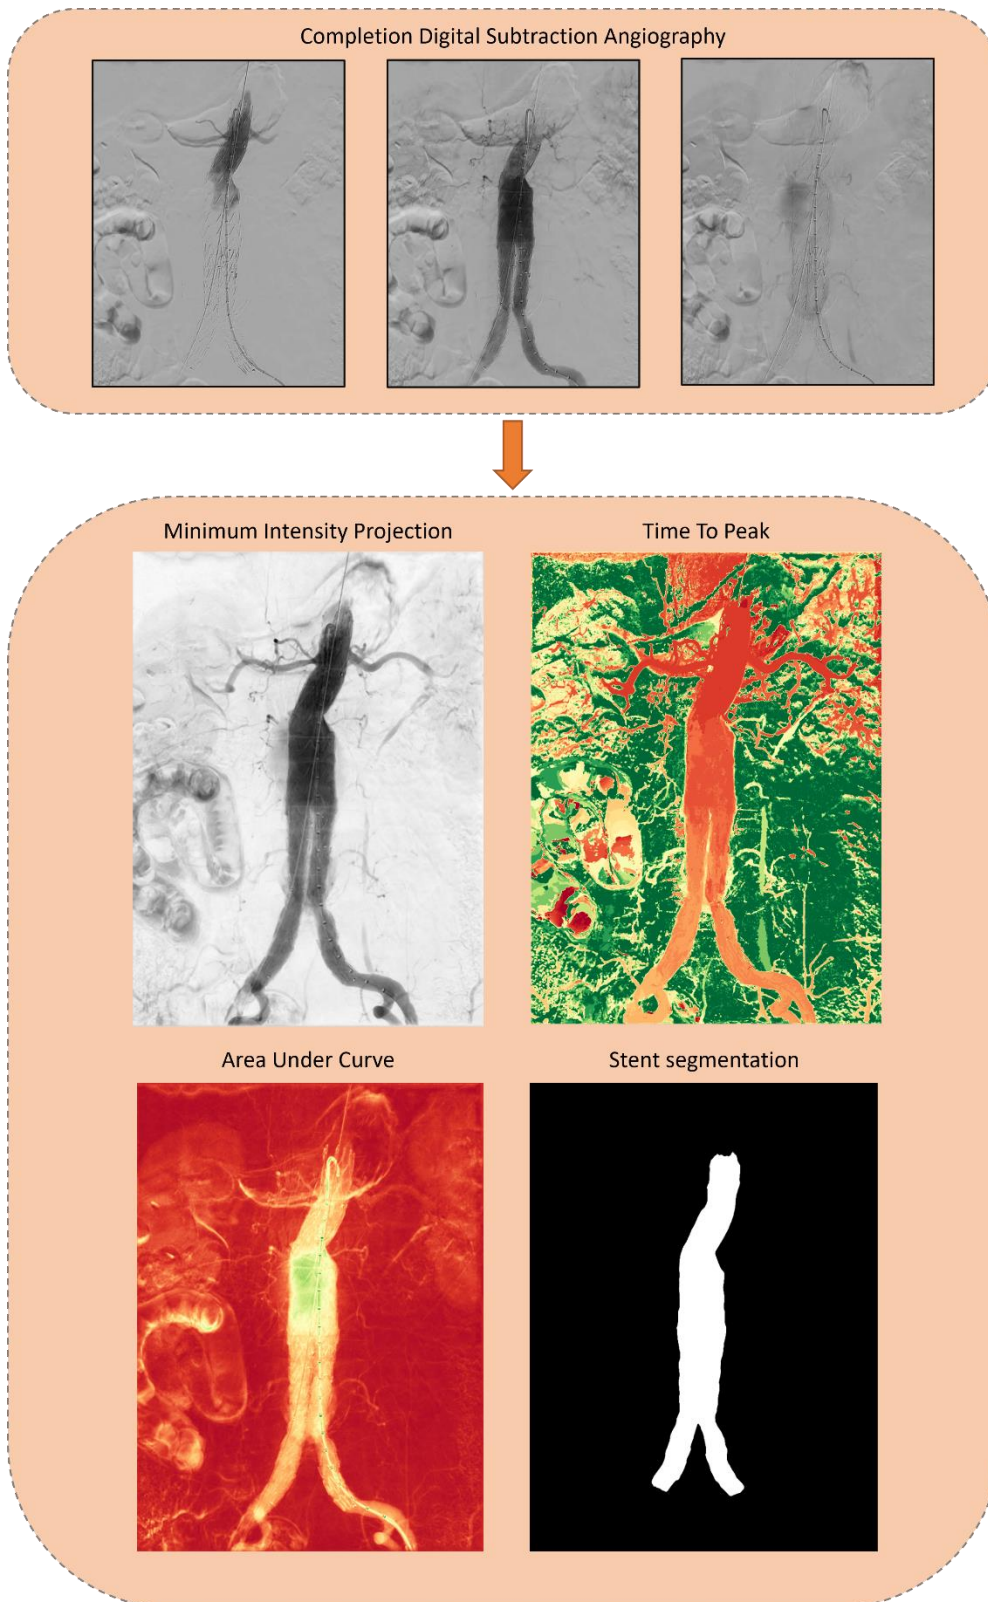 Completion Digital Subtraction Angiography
Minimum Intensity Projection
Time To Peak
Area Under Curve
Stent segmentation